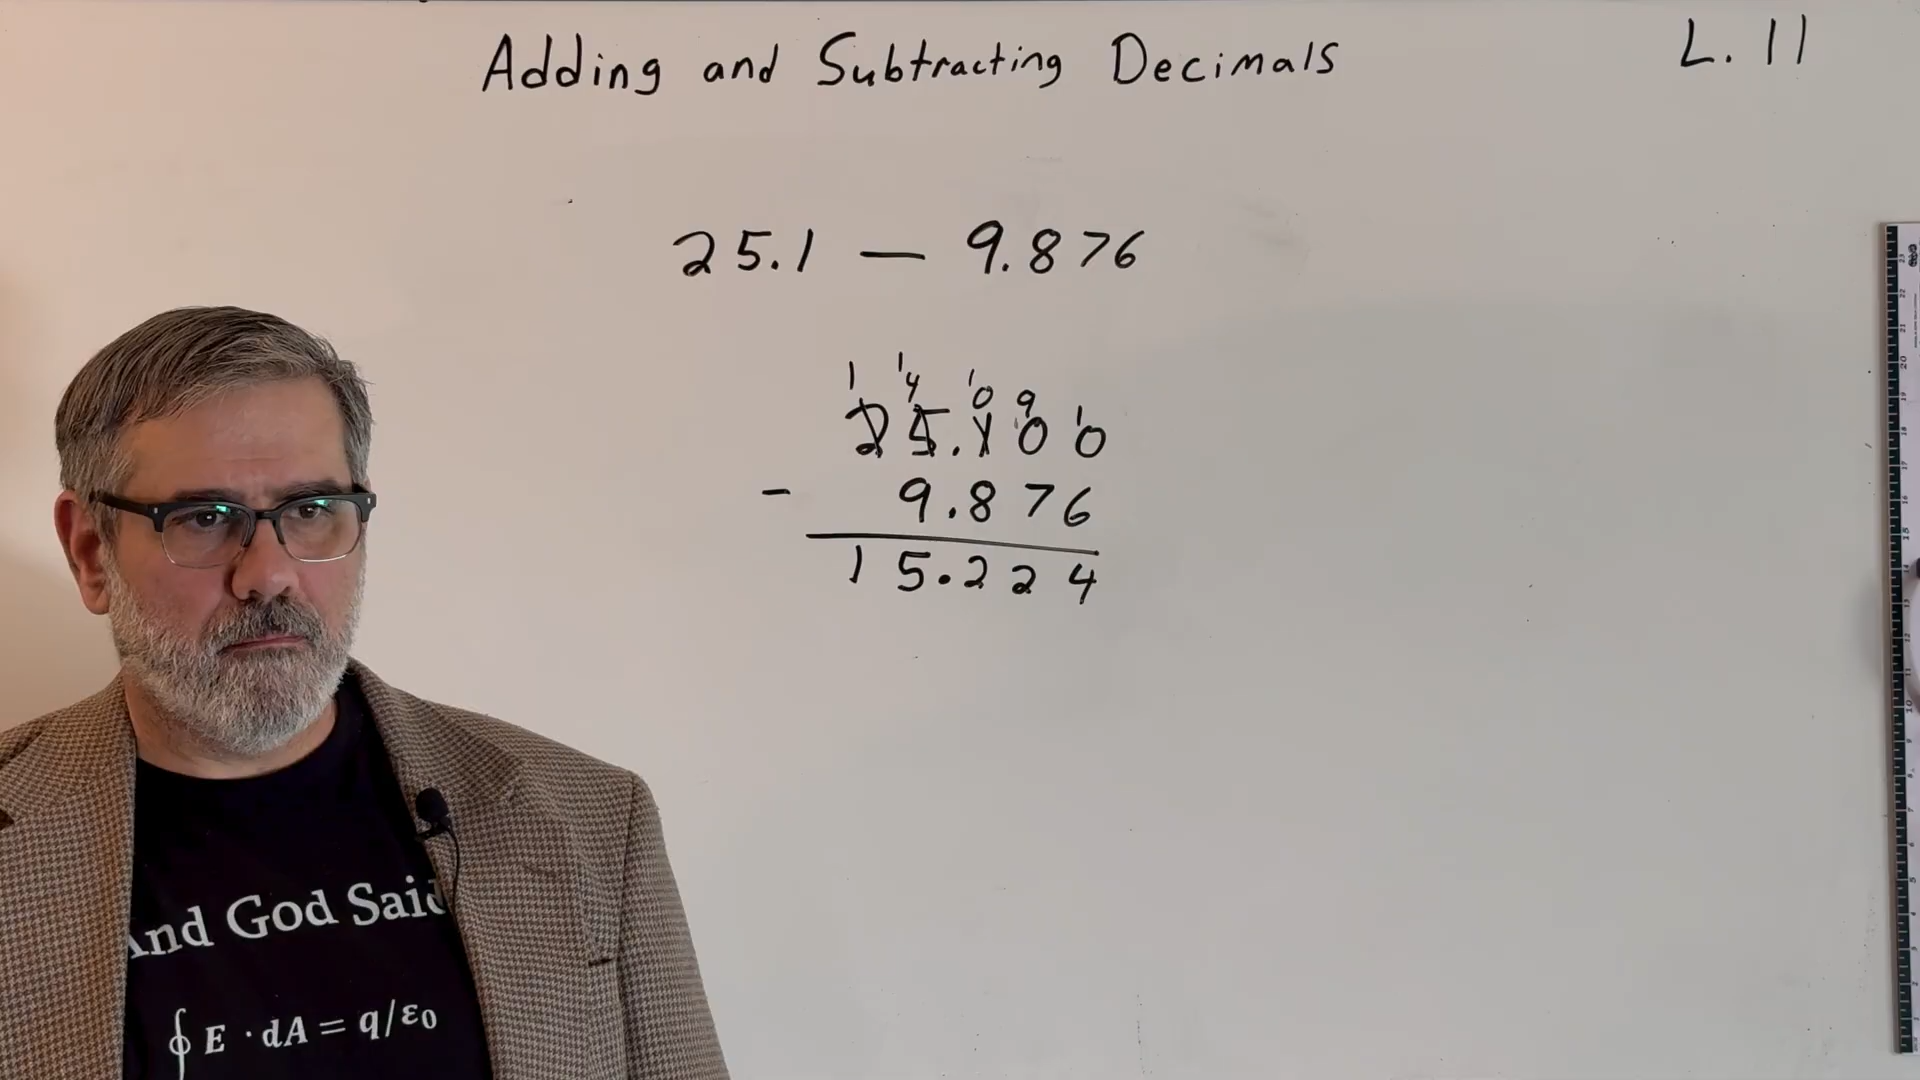 Adding and Subtracting Decimals
L. 11
25.1 — 9.876
1 14 10 9 1
25.100
- 9.876
15.224
And God Said
∮ E · dA = q/ε₀